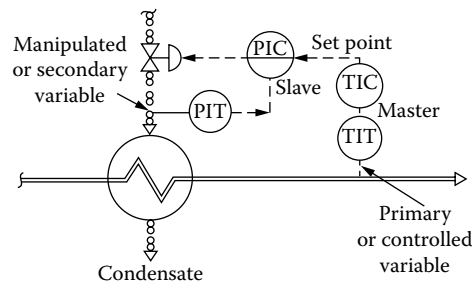 Manipulated
or secondary
variable
PIC
Set point
Slave
TIC
PIT
Master
TIT
Primary
or controlled
variable
Condensate